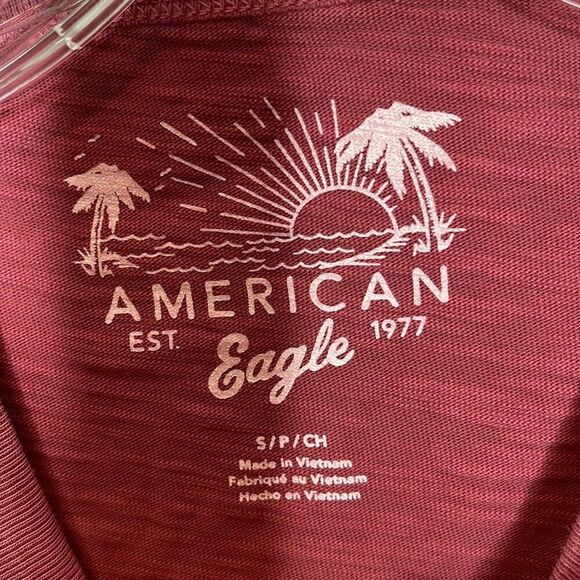 AMERICAN
EST. Eagle 1977
S/P/CH
Made in Vietnam
Fabriqué au Vietnam
Hecho en Vietnam